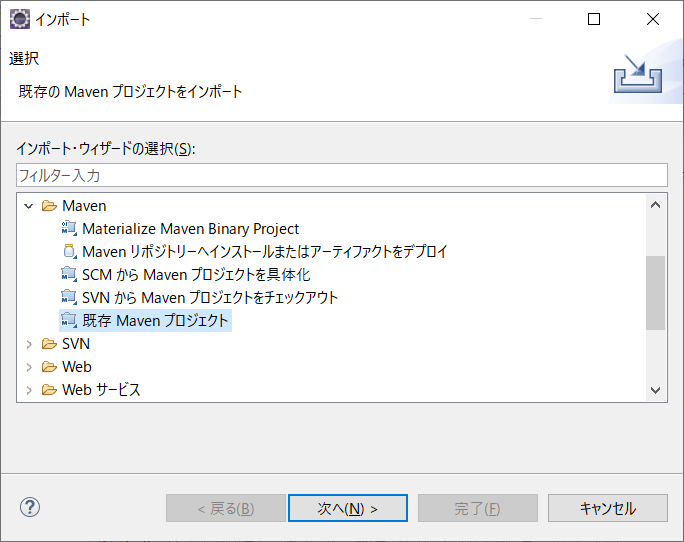 インポート
選択
既存の Maven プロジェクトをインポート
インポート・ウィザードの選択(S):
フィルター入力
Maven
Materialize Maven Binary Project
Maven リポジトリーへインストールまたはアーティファクトをデプロイ
SCM から Maven プロジェクトを具体化
SVN から Maven プロジェクトをチェックアウト
既存 Maven プロジェクト
SVN
Web
Web サービス
< 戻る(B)
次へ(N) >
完了(F)
キャンセル